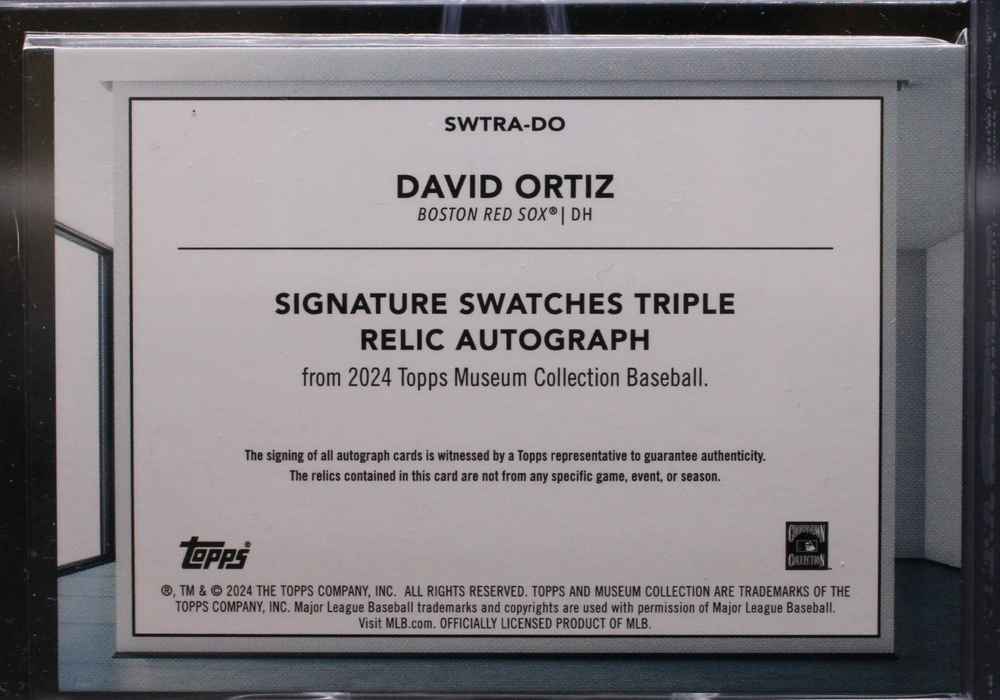 SWTRA-DO
DAVID ORTIZ
BOSTON RED SOX® | DH
SIGNATURE SWATCHES TRIPLE
RELIC AUTOGRAPH
from 2024 Topps Museum Collection Baseball.
The signing of all autograph cards is witnessed by a Topps representative to guarantee authenticity.
The relics contained in this card are not from any specific game, event, or season.
topps®
COOPERSTOWN
COLLECTION
®, TM & © 2024 THE TOPPS COMPANY, INC. ALL RIGHTS RESERVED. TOPPS AND MUSEUM COLLECTION ARE TRADEMARKS OF THE
TOPPS COMPANY, INC. Major League Baseball trademarks and copyrights are used with permission of Major League Baseball.
Visit MLB.com. OFFICIALLY LICENSED PRODUCT OF MLB.